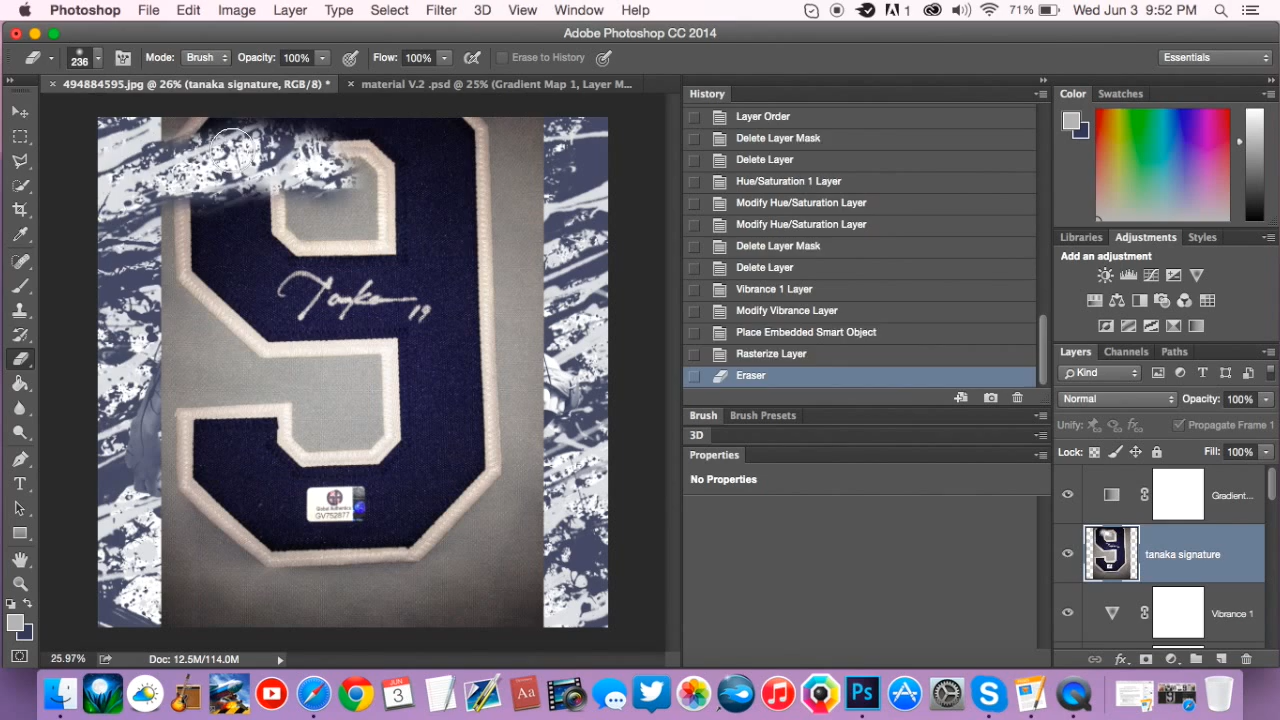 Photoshop File Edit Image Layer Type Select Filter 3D View Window Help 1 71% Wed Jun 3 9:52 PM
Adobe Photoshop CC 2014
236 Mode: Brush Opacity: 100% Flow: 100% Erase to History Essentials
494884595.jpg @ 26% (tanaka signature, RGB/8) * material V.2 .psd @ 25% (Gradient Map 1, Layer M...
History
Layer Order
Delete Layer Mask
Delete Layer
Hue/Saturation 1 Layer
Modify Hue/Saturation Layer
Modify Hue/Saturation Layer
Delete Layer Mask
Delete Layer
Vibrance 1 Layer
Modify Vibrance Layer
Place Embedded Smart Object
Rasterize Layer
Eraser
Brush Brush Presets
3D
Properties
No Properties
Color Swatches
Libraries Adjustments Styles
Add an adjustment
Layers Channels Paths
Kind
Normal Opacity: 100%
Unify: Propagate Frame 1
Lock: Fill: 100%
Gradient...
tanaka signature
Vibrance 1
19
GV752877
25.97% Doc: 12.5M/114.0M
JUN
3
Aa
Ps